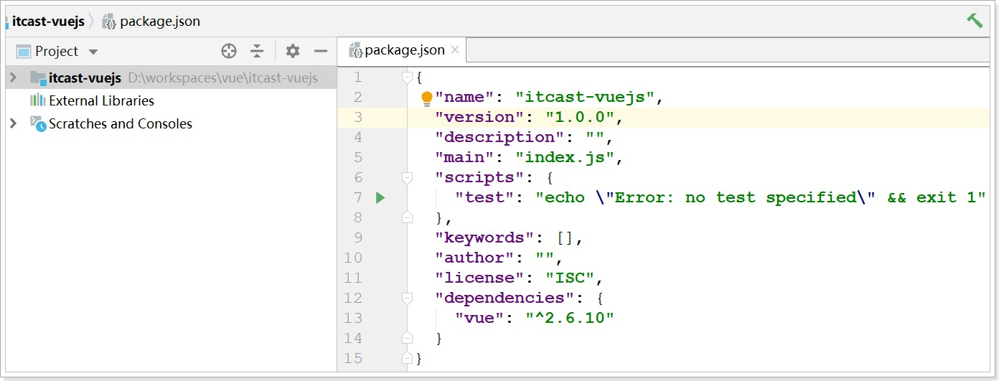 itcast-vuejs package.json
Project
package.json
itcast-vuejs D:\workspaces\vue\itcast-vuejs
External Libraries
Scratches and Consoles
1 {
2 "name": "itcast-vuejs",
3 "version": "1.0.0",
4 "description": "",
5 "main": "index.js",
6 "scripts": {
7 "test": "echo \"Error: no test specified\" && exit 1"
8 },
9 "keywords": [],
10 "author": "",
11 "license": "ISC",
12 "dependencies": {
13 "vue": "^2.6.10"
14 }
15 }